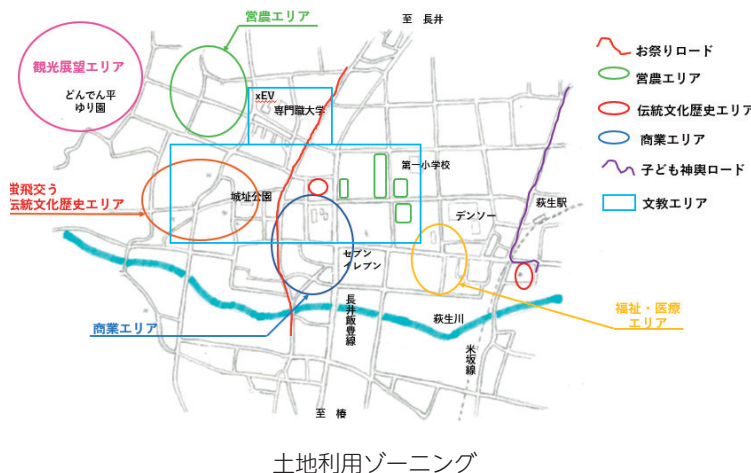 営農エリア
至 長井
観光展望エリア
どんでん平
ゆり園
xEV
専門職大学
お祭りロード
営農エリア
伝統文化歴史エリア
商業エリア
子ども神輿ロード
文教エリア
第一小学校
城址公園
蛍飛交う
伝統文化歴史エリア
デンソー
萩生駅
セブン
イレブン
商業エリア
長井飯豊線
萩生川
米坂線
福祉・医療
エリア
至 椿
土地利用ゾーニング